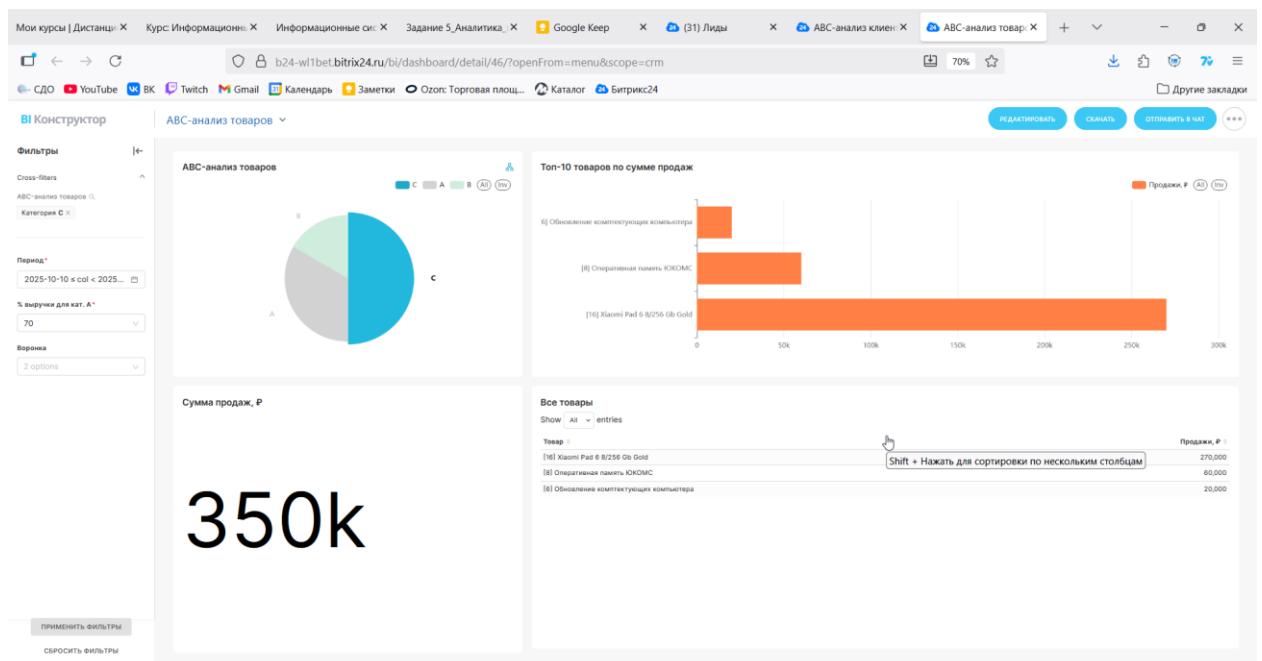 Мои курсы | Дистанци
Курс: Информационн
Информационные сис
Задание 5_Аналитика_
Google Keep
(31) Лиды
ABC-анализ клиен
ABC-анализ товар
b24-wl1bet.bitrix24.ru/bi/dashboard/detail/46/?openFrom=menu&scope=crm
70%
СДО
YouTube
ВК
Twitch
Gmail
Календарь
Заметки
Ozon: Торговая площ...
Каталог
Битрикс24
Другие закладки
BI Конструктор
ABC-анализ товаров
РЕДАКТИРОВАТЬ
СКАЧАТЬ
ОТПРАВИТЬ В ЧАТ
Фильтры
Cross-filters
ABC-анализ товаров
Категория C
Период*
2025-10-10 ≤ col < 2025...
% выручки для кат. A*
70
Воронка
2 options
ПРИМЕНИТЬ ФИЛЬТРЫ
СБРОСИТЬ ФИЛЬТРЫ
ABC-анализ товаров
C A B All Inv
B
C
A
Топ-10 товаров по сумме продаж
Продажи, ₽ All Inv
6] Обновление комптектующих компьютера
[8] Оперативная память ЮКОМС
[16] Xiaomi Pad 6 8/256 Gb Gold
0 50k 100k 150k 200k 250k 300k
Сумма продаж, ₽
350k
Все товары
Show All entries
Товар Продажи, ₽
Shift + Нажать для сортировки по нескольким столбцам
[16] Xiaomi Pad 6 8/256 Gb Gold 270,000
[8] Оперативная память ЮКОМС 60,000
[6] Обновление комптектующих компьютера 20,000